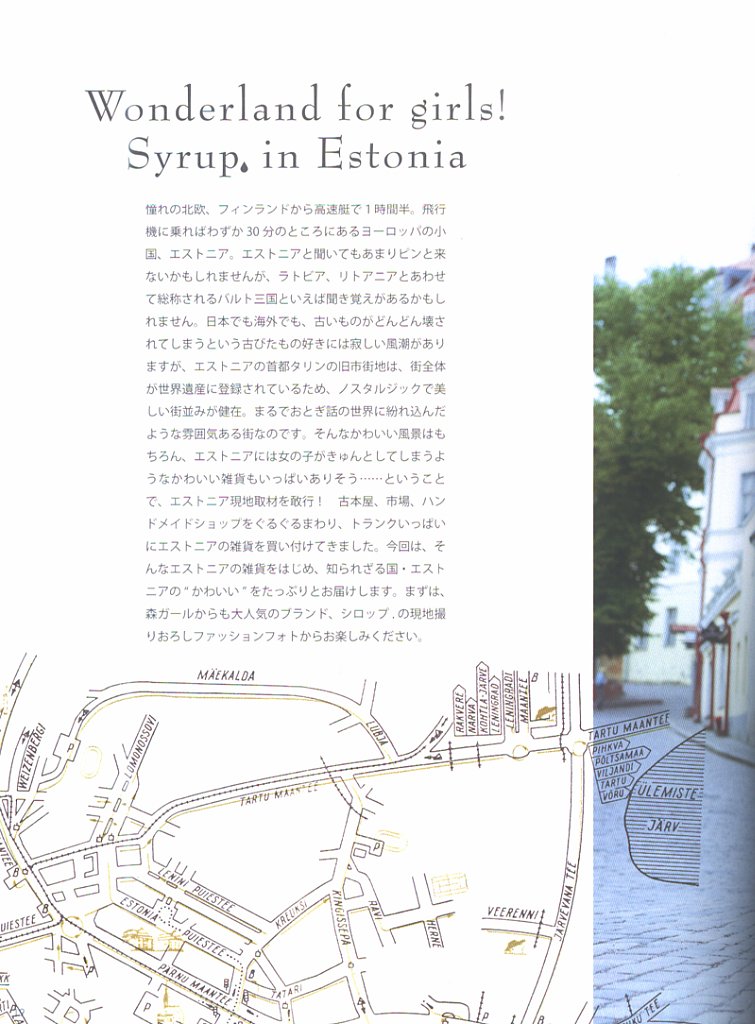 Wonderland for girls!
Syrup. in Estonia
憧れの北欧、フィンランドから高速艇で1時間半。飛行
機に乗ればわずか30分のところにあるヨーロッパの小
国、エストニア。エストニアと聞いてもあまりピンと来
ないかもしれませんが、ラトビア、リトアニアとあわせ
て総称されるバルト三国といえば聞き覚えがあるかもし
れません。日本でも海外でも、古いものがどんどん壊さ
れてしまうという古びたもの好きには寂しい風潮があり
ますが、エストニアの首都タリンの旧市街地は、街全体
が世界遺産に登録されているため、ノスタルジックで美
しい街並みが健在。まるでおとぎ話の世界に紛れ込んだ
ような雰囲気ある街なのです。そんなかわいい風景はも
ちろん、エストニアには女の子がきゅんとしてしまうよ
うなかわいい雑貨もいっぱいありそう……ということ
で、エストニア現地取材を敢行！　古本屋、市場、ハン
ドメイドショップをぐるぐるまわり、トランクいっぱい
にエストニアの雑貨を買い付けてきました。今回は、そ
んなエストニアの雑貨をはじめ、知られざる国・エスト
ニアの“かわいい”をたっぷりとお届けします。まずは、
森ガールからも大人気のブランド、シロップ.の現地撮
りおろしファッションフォトからお楽しみください。
MÄEKALDA
LURJA
WEIZENBERGI
P
LOMONOSSOVI
RAKVERE
NARVA
KOHTLA-JÄRVE
LENINGRAD
LENINGRADI
MAANTEE
B
TARTU MAANTEE
PIHKVA
PÕLTSAMAA
VILJANDI
TARTU
VÕRU
ÜLEMISTE
JÄRV
TARTU MAANTEE
P
B
B
LENINI PUIESTEE
ESTONIA
PUIESTEE
KREUKSI
KINGISSEPA
RAVI
HERNE
VEERENNI
JÄRVEVANA TEE
PUIESTEE
PÄRNU MAANTEE
B
TATARI
P
P
P